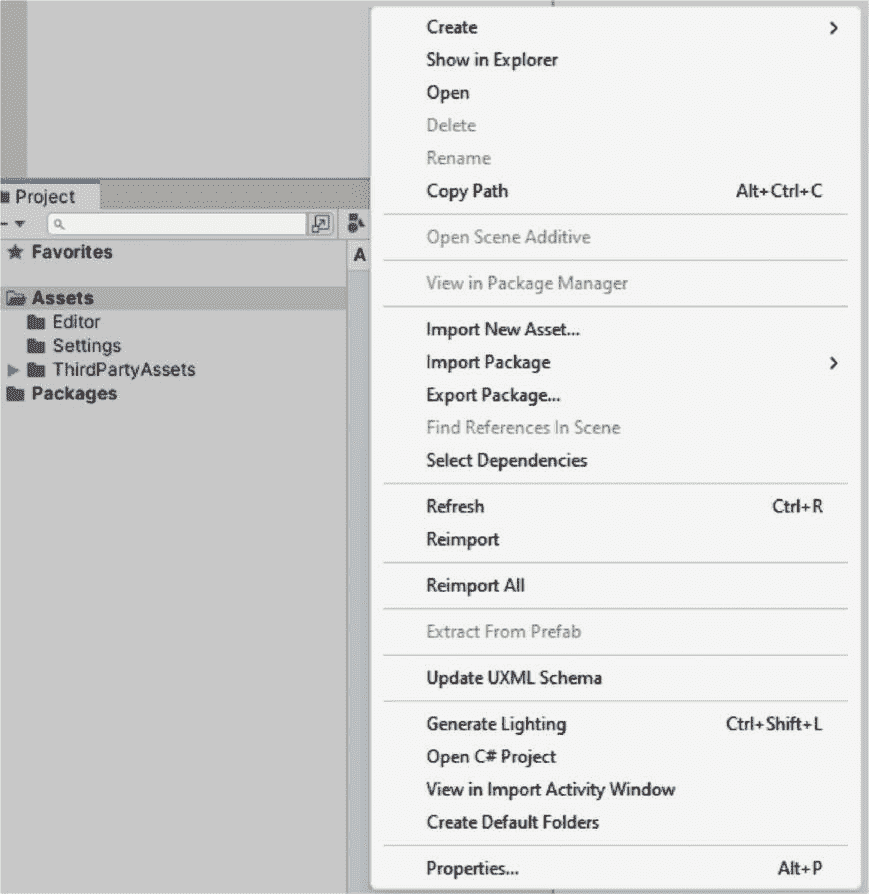 Project
Favorites
A
Assets
Editor
Settings
ThirdPartyAssets
Packages
Create
Show in Explorer
Open
Delete
Rename
Copy Path Alt+Ctrl+C
Open Scene Additive
View in Package Manager
Import New Asset...
Import Package
Export Package...
Find References In Scene
Select Dependencies
Refresh Ctrl+R
Reimport
Reimport All
Extract From Prefab
Update UXML Schema
Generate Lighting Ctrl+Shift+L
Open C# Project
View in Import Activity Window
Create Default Folders
Properties... Alt+P